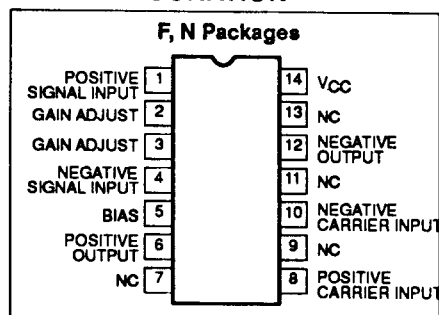 F, N Packages
POSITIVE
SIGNAL INPUT 1
GAIN ADJUST 2
GAIN ADJUST 3
NEGATIVE
SIGNAL INPUT 4
BIAS 5
POSITIVE
OUTPUT 6
NC 7
14 VCC
13 NC
12 NEGATIVE
OUTPUT
11 NC
10 NEGATIVE
CARRIER INPUT
9 NC
8 POSITIVE
CARRIER INPUT